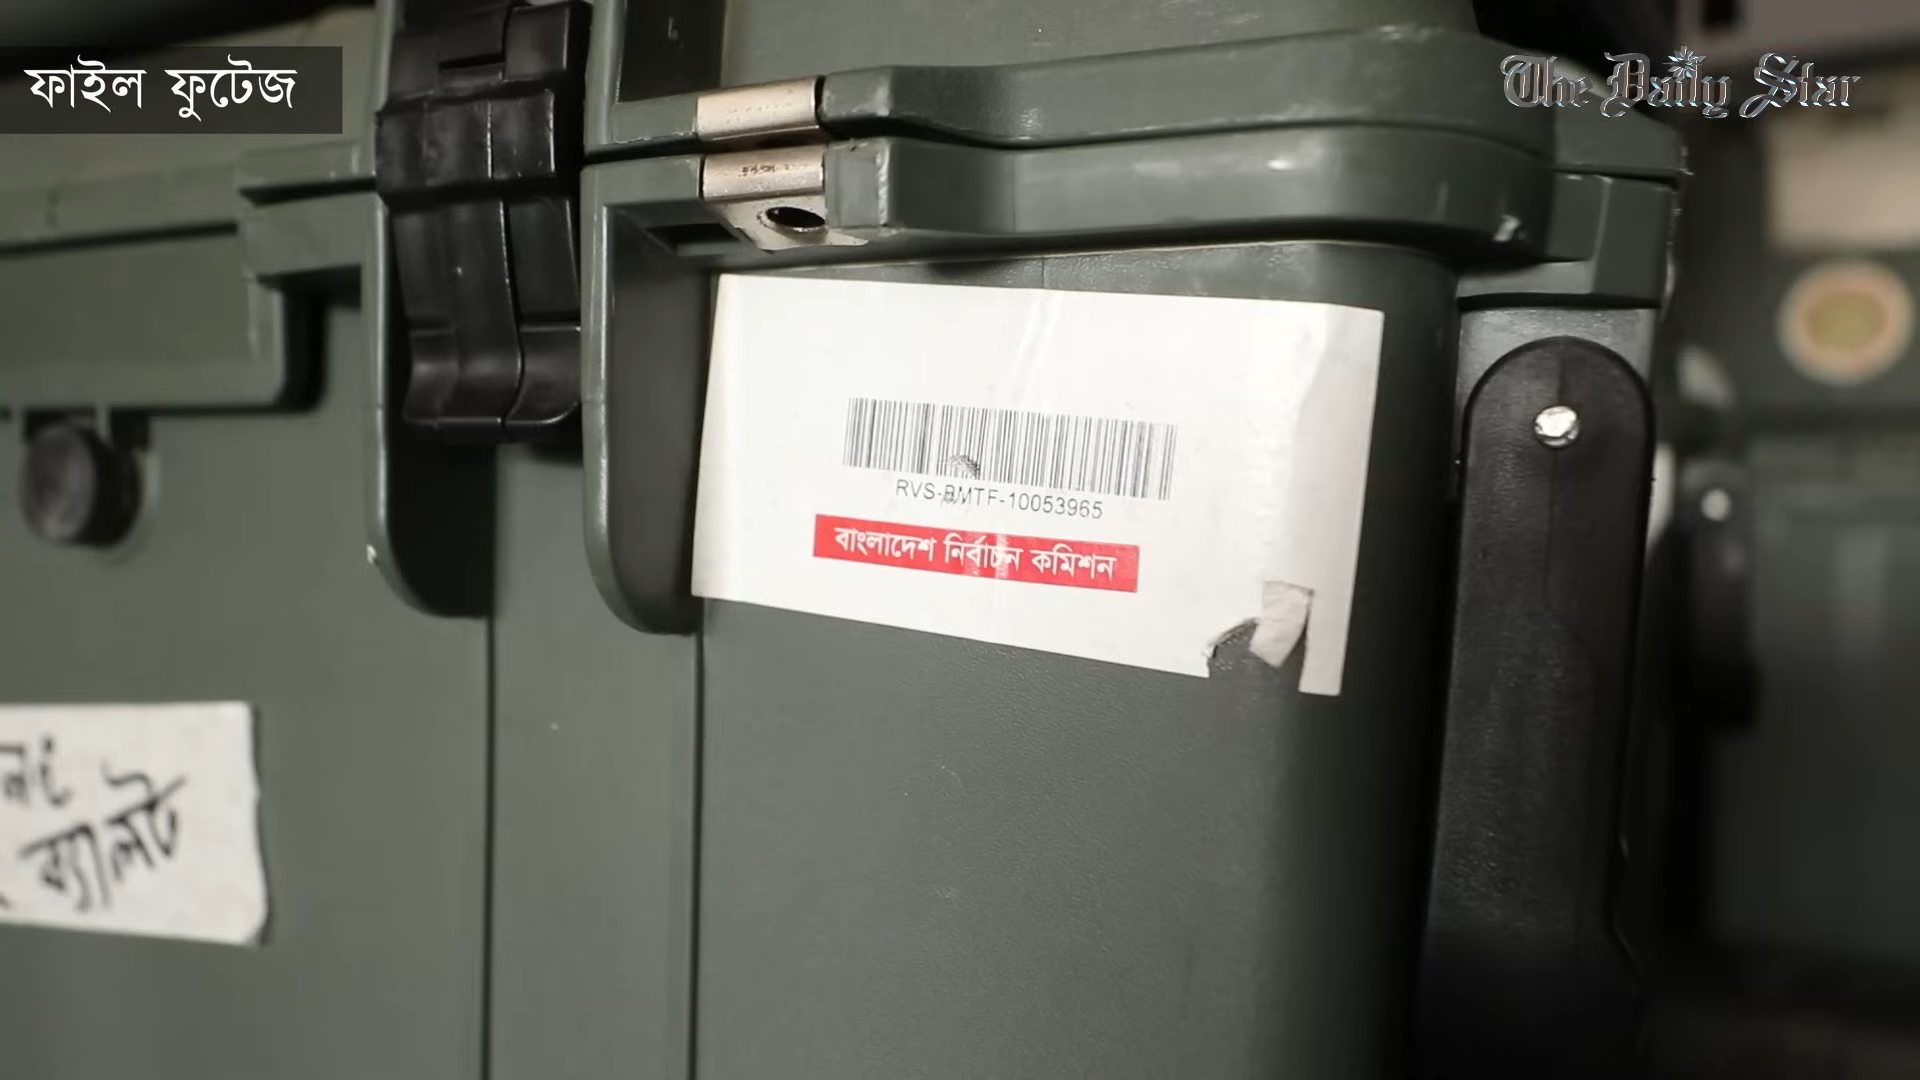 ফাইল ফুটেজ
The Daily Star
RVS-BMTF-10053965
বাংলাদেশ নির্বাচন কমিশন
নং
ব্যালট